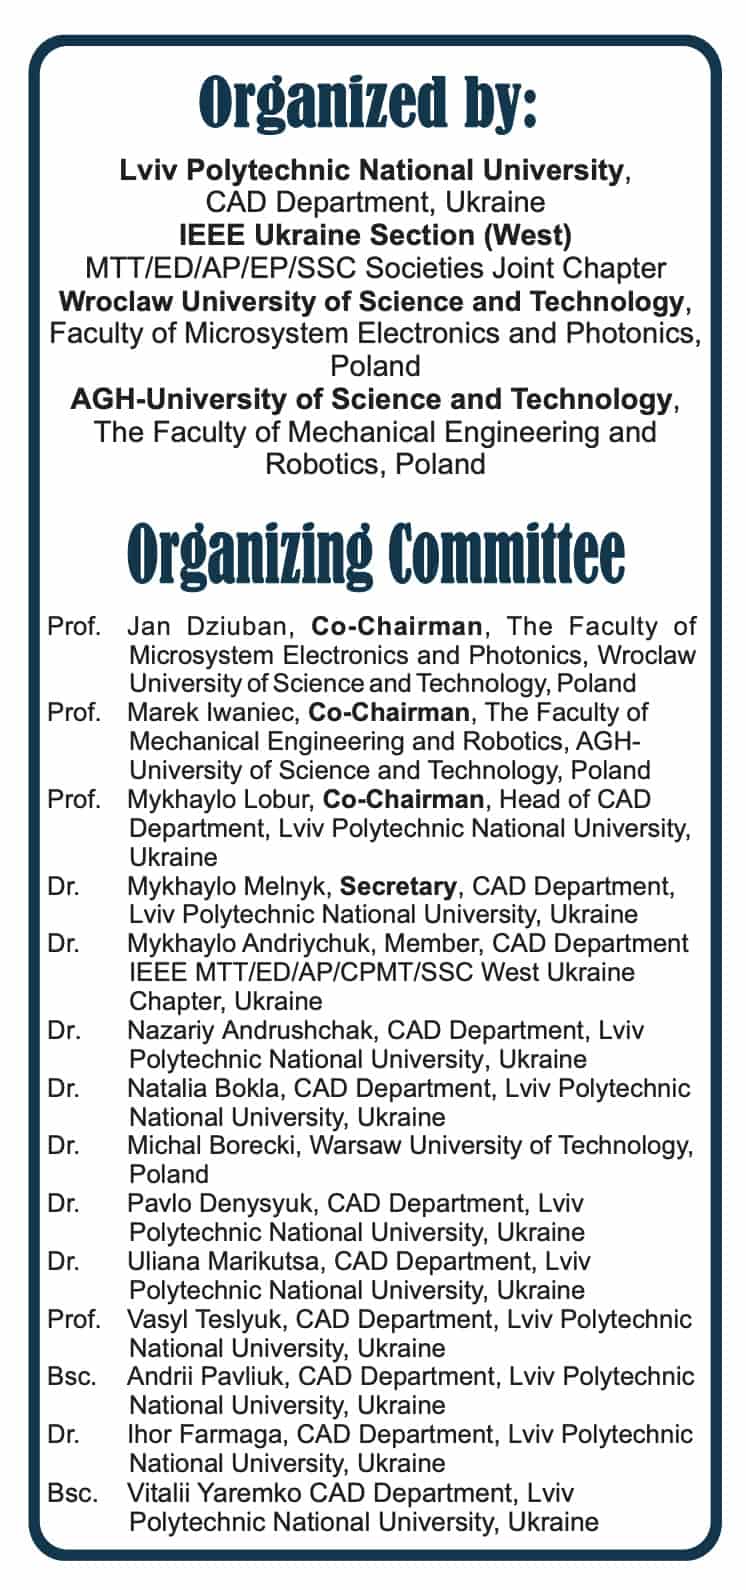 Organized by:
Lviv Polytechnic National University,
CAD Department, Ukraine
IEEE Ukraine Section (West)
MTT/ED/AP/EP/SSC Societies Joint Chapter
Wroclaw University of Science and Technology,
Faculty of Microsystem Electronics and Photonics,
Poland
AGH-University of Science and Technology,
The Faculty of Mechanical Engineering and
Robotics, Poland
Organizing Committee
Prof. Jan Dziuban, Co-Chairman, The Faculty of
Microsystem Electronics and Photonics, Wroclaw
University of Science and Technology, Poland
Prof. Marek Iwaniec, Co-Chairman, The Faculty of
Mechanical Engineering and Robotics, AGH-
University of Science and Technology, Poland
Prof. Mykhaylo Lobur, Co-Chairman, Head of CAD
Department, Lviv Polytechnic National University,
Ukraine
Dr. Mykhaylo Melnyk, Secretary, CAD Department,
Lviv Polytechnic National University, Ukraine
Dr. Mykhaylo Andriychuk, Member, CAD Department
IEEE MTT/ED/AP/CPMT/SSC West Ukraine
Chapter, Ukraine
Dr. Nazariy Andrushchak, CAD Department, Lviv
Polytechnic National University, Ukraine
Dr. Natalia Bokla, CAD Department, Lviv Polytechnic
National University, Ukraine
Dr. Michal Borecki, Warsaw University of Technology,
Poland
Dr. Pavlo Denysyuk, CAD Department, Lviv
Polytechnic National University, Ukraine
Dr. Uliana Marikutsa, CAD Department, Lviv
Polytechnic National University, Ukraine
Prof. Vasyl Teslyuk, CAD Department, Lviv Polytechnic
National University, Ukraine
Bsc. Andrii Pavliuk, CAD Department, Lviv Polytechnic
National University, Ukraine
Dr. Ihor Farmaga, CAD Department, Lviv Polytechnic
National University, Ukraine
Bsc. Vitalii Yaremko CAD Department, Lviv
Polytechnic National University, Ukraine